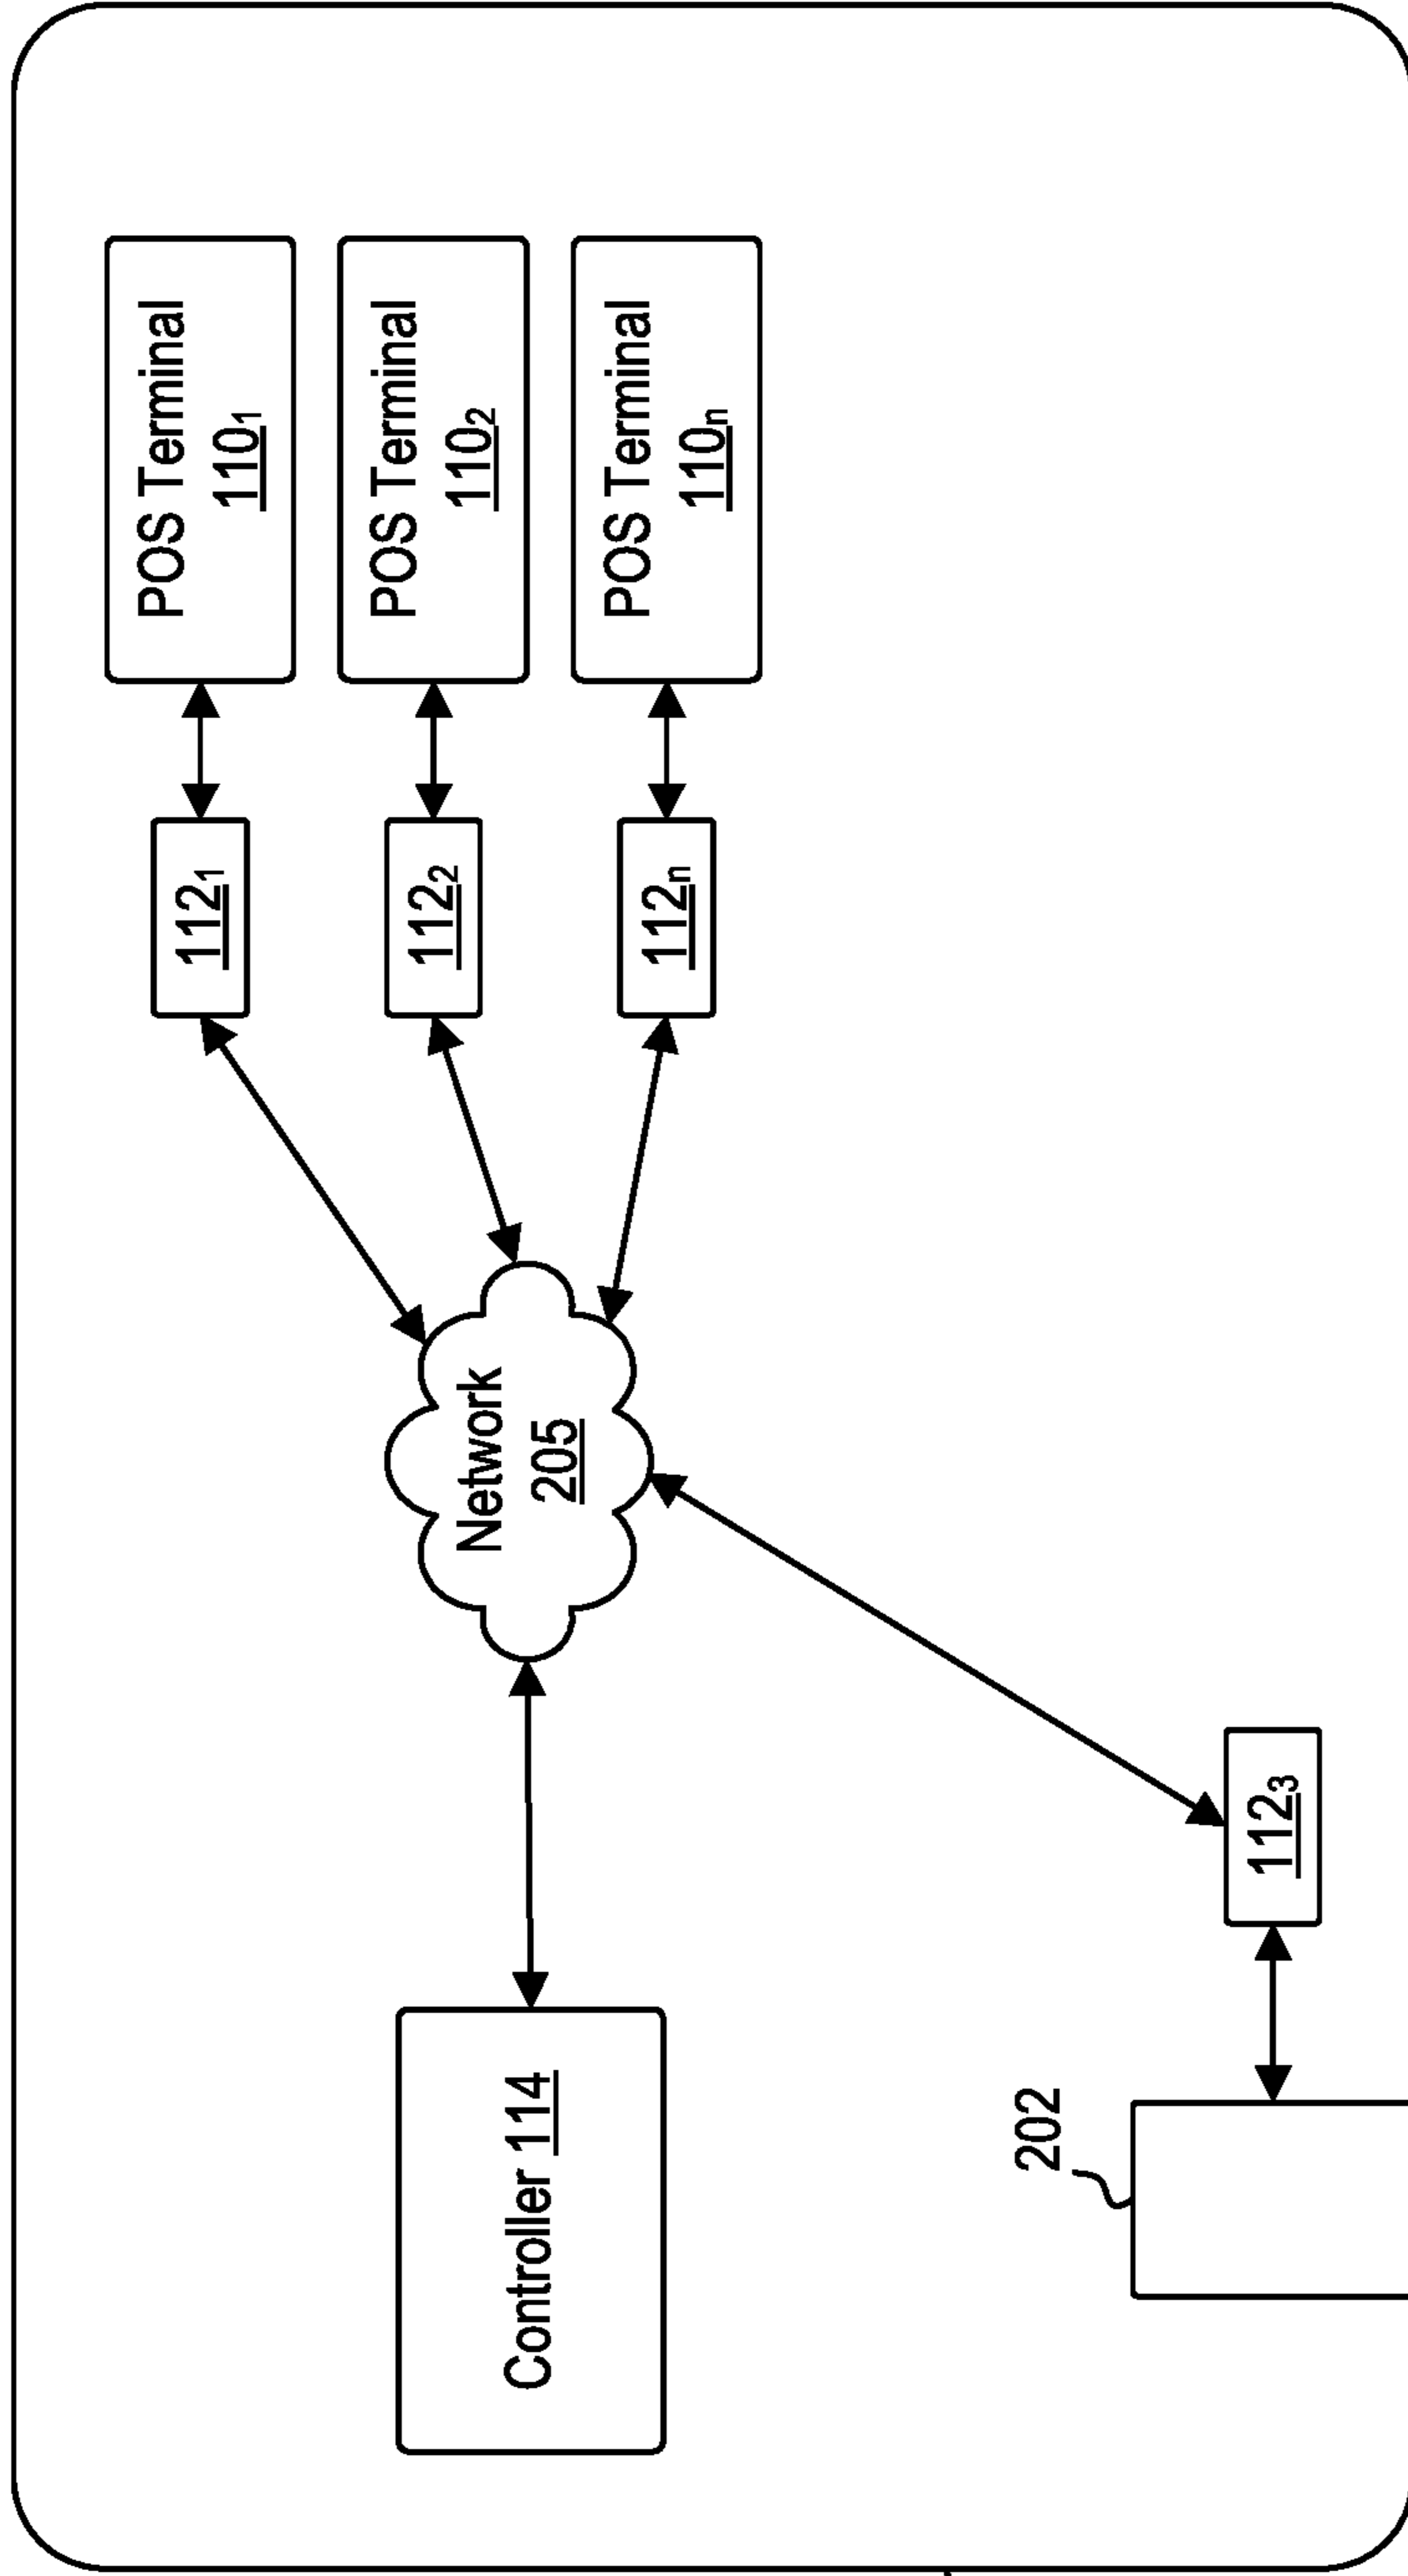 POS Terminal
110₁
112₁
POS Terminal
110₂
112₂
POS Terminal
110ₙ
112ₙ
Network
205
Controller 114
112₃
202